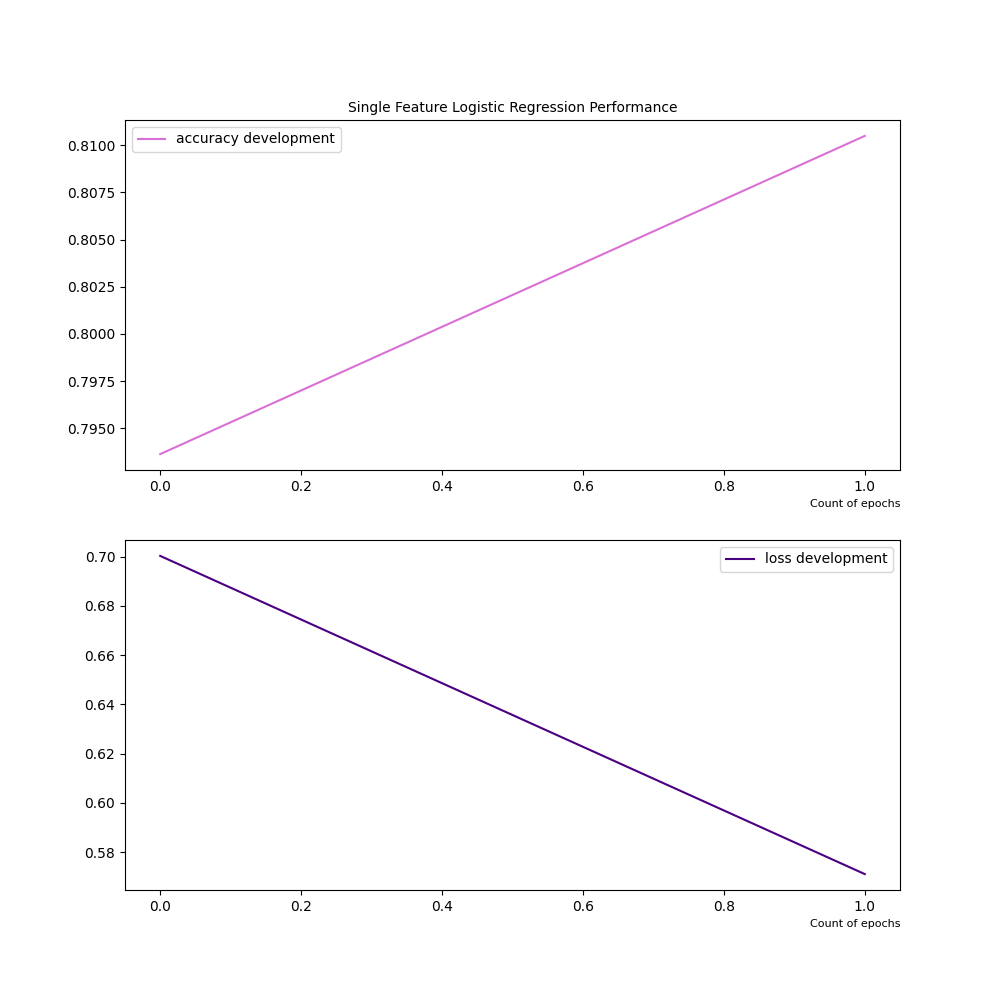 Single Feature Logistic Regression Performance
accuracy development
0.8100
0.8075
0.8050
0.8025
0.8000
0.7975
0.7950
0.0 0.2 0.4 0.6 0.8 1.0
Count of epochs
loss development
0.70
0.68
0.66
0.64
0.62
0.60
0.58
0.0 0.2 0.4 0.6 0.8 1.0
Count of epochs